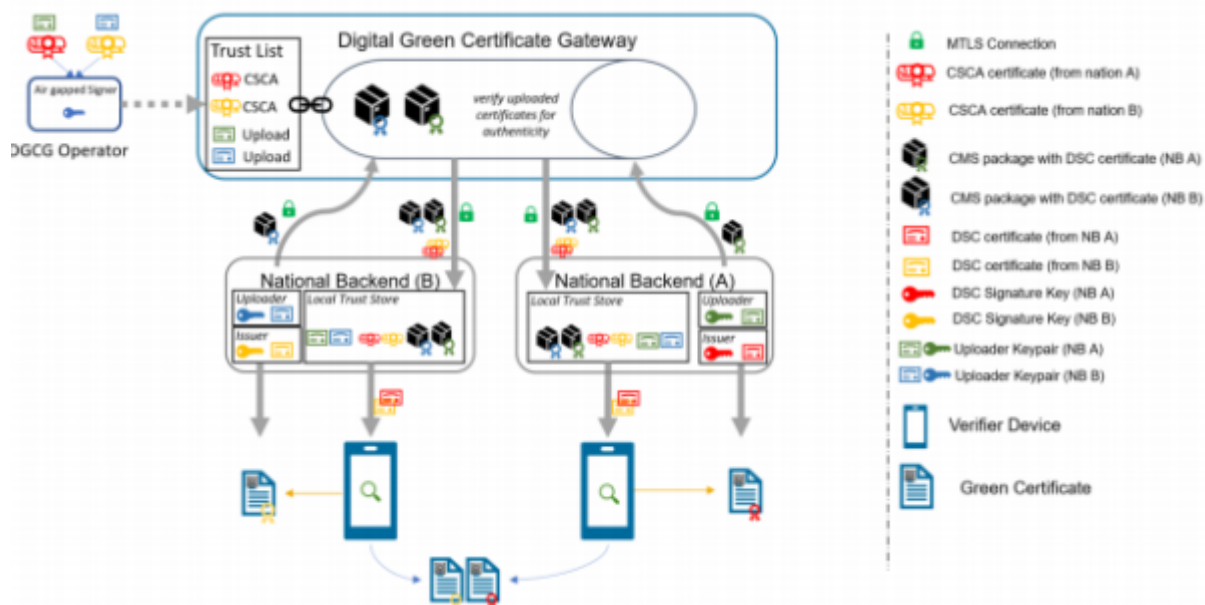 Digital Green Certificate Gateway
Trust List
CSCA
CSCA
Upload
Upload
verify uploaded
certificates for
authenticity
Air gapped Signer
DGCG Operator
National Backend (B)
Uploader
Issuer
Local Trust Store
National Backend (A)
Local Trust Store
Uploader
Issuer
MTLS Connection
CSCA certificate (from nation A)
CSCA certificate (from nation B)
CMS package with DSC certificate (NB A)
CMS package with DSC certificate (NB B)
DSC certificate (from NB A)
DSC certificate (from NB B)
DSC Signature Key (NB A)
DSC Signature Key (NB B)
Uploader Keypair (NB A)
Uploader Keypair (NB B)
Verifier Device
Green Certificate